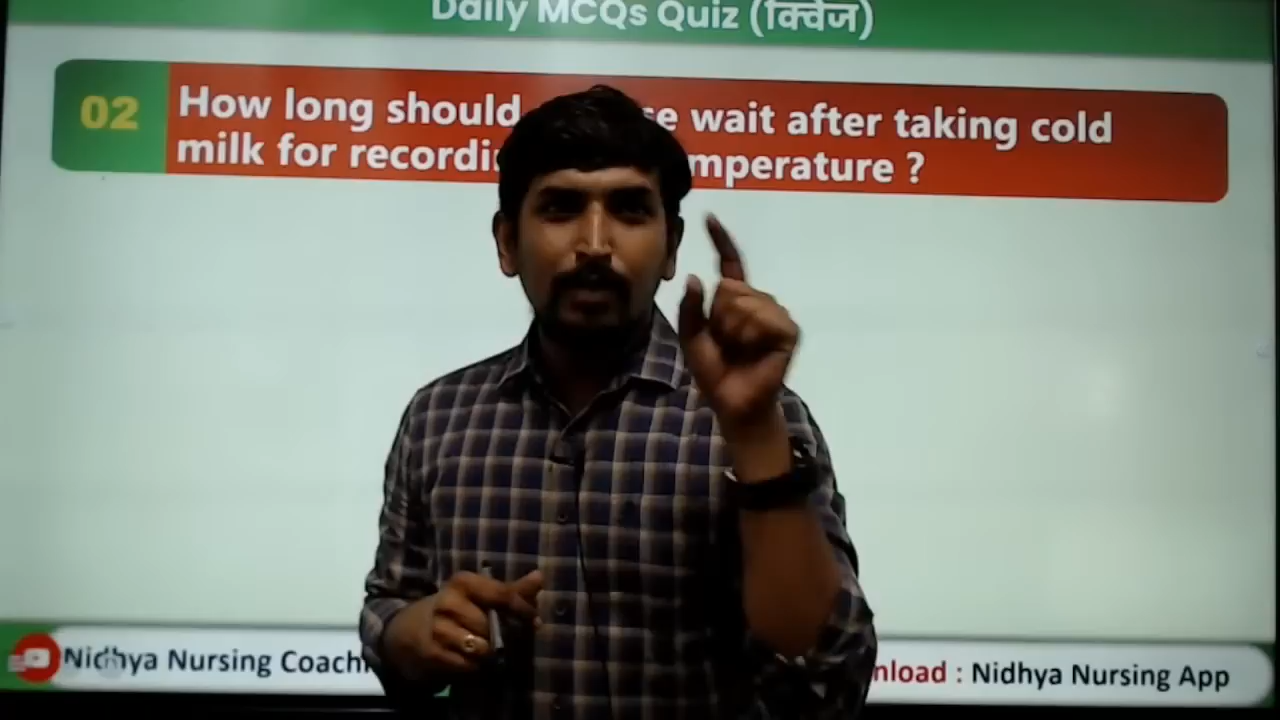 Daily MCQs Quiz (क्विज)
02
How long should wait after taking cold
milk for recordi mperature ?
Nidhya Nursing Coach
nload : Nidhya Nursing App